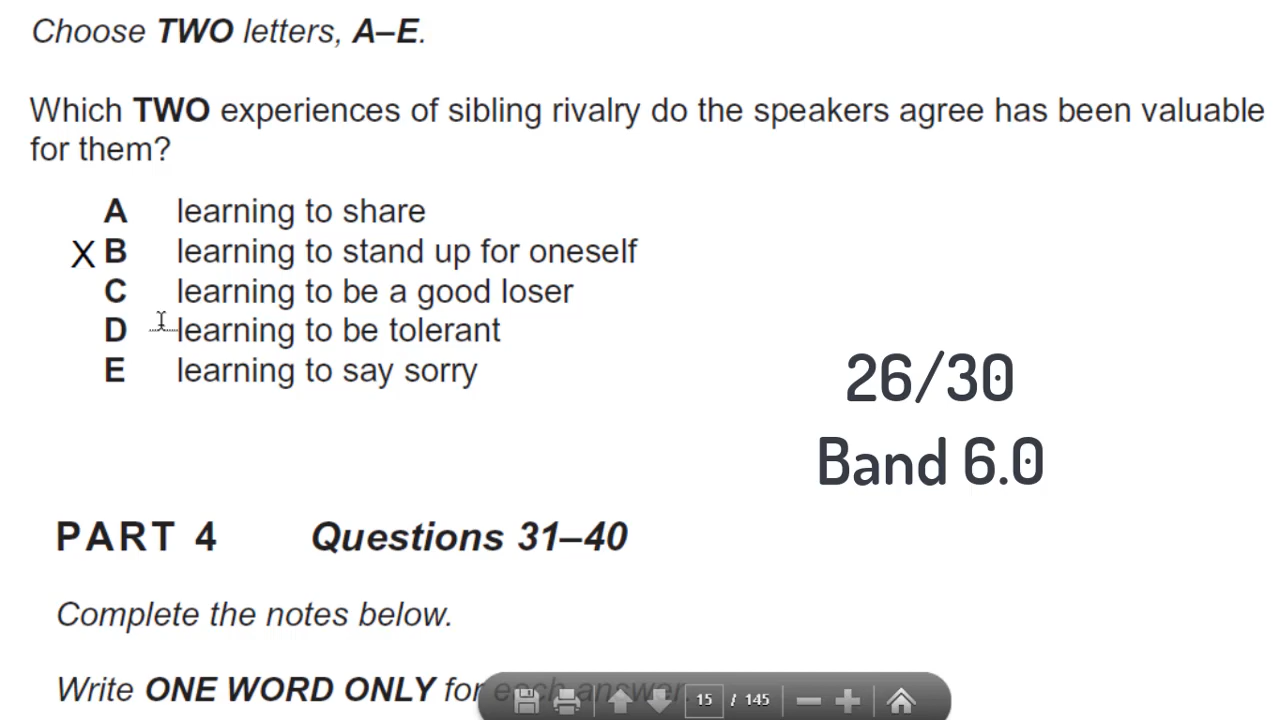 Choose TWO letters, A–E.
Which TWO experiences of sibling rivalry do the speakers agree has been valuable
for them?
A learning to share
X B learning to stand up for oneself
C learning to be a good loser
D learning to be tolerant
E learning to say sorry
26/30
Band 6.0
PART 4 Questions 31–40
Complete the notes below.
Write ONE WORD ONLY for each answer.
15 / 145